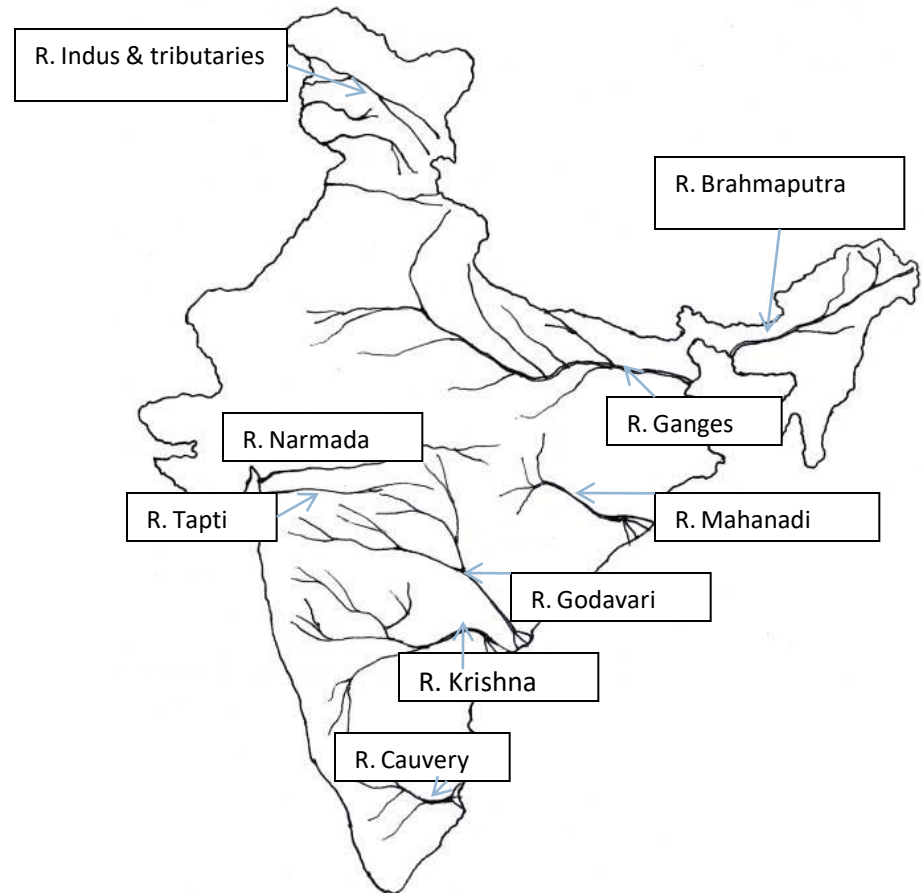 R. Indus & tributaries
R. Brahmaputra
R. Ganges
R. Narmada
R. Tapti
R. Mahanadi
R. Godavari
R. Krishna
R. Cauvery